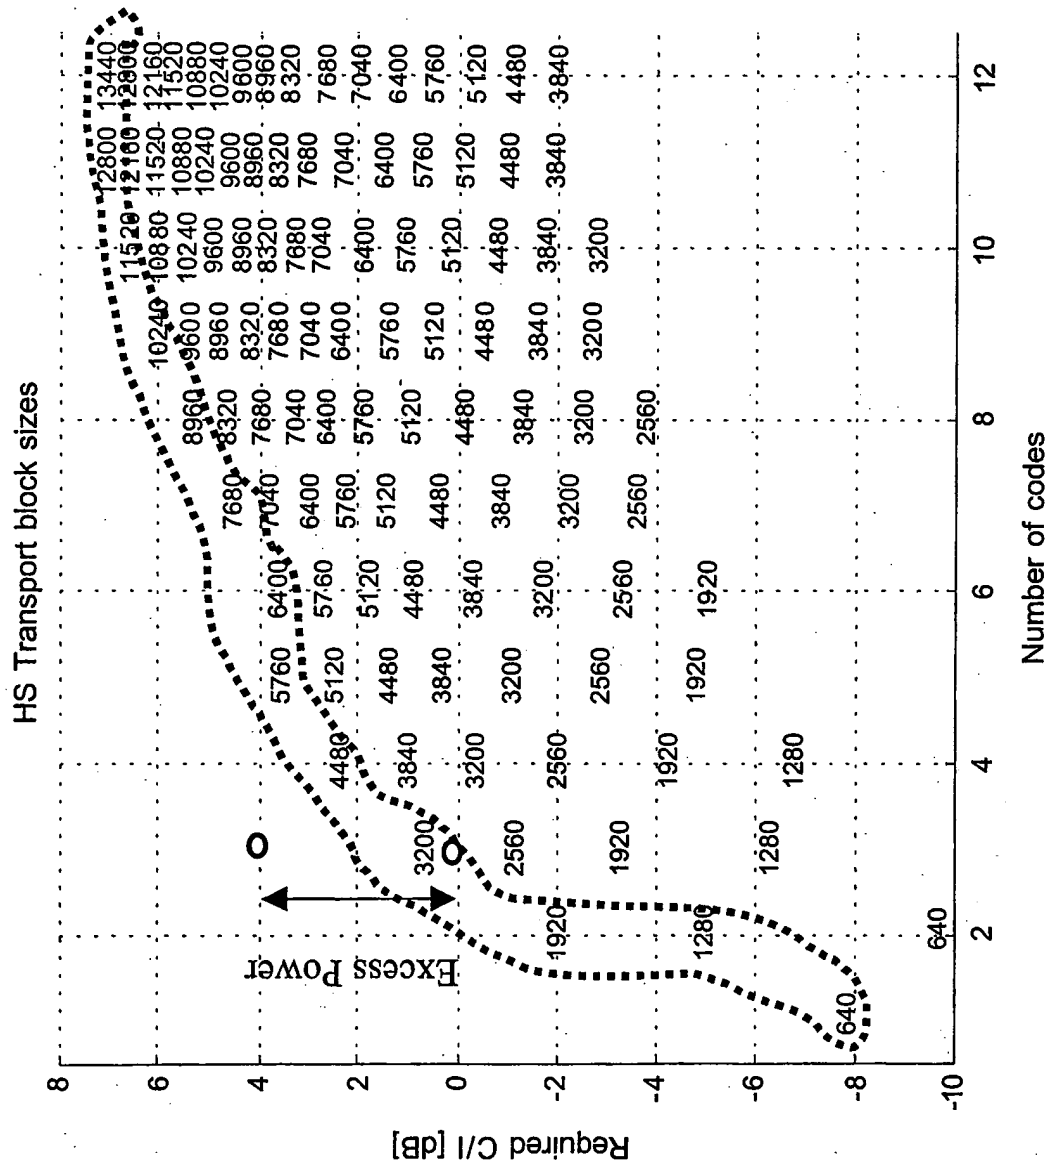 HS Transport block sizes
Required C/I [dB]
8
6
4
2
0
-2
-4
-6
-8
-10
Excess Power
640
1920 1280 640
3200 2560 1920 1280
4480 3840 3200 2560 1920 1280
5760 5120 4480 3840 3200 2560 1920
6400 5760 5120 4480 3840 3200 2560 1920
7680 7040 6400 5760 5120 4480 3840 3200 2560
8960 8320 7680 7040 6400 5760 5120 4480 3840 3200 2560
10240 9600 8960 8320 7680 7040 6400 5760 5120 4480 3840 3200
11520 10880 10240 9600 8960 8320 7680 7040 6400 5760 5120 4480 3840 3200
12800 12160 11520 10880 10240 9600 8960 8320 7680 7040 6400 5760 5120 4480 3840
13440 12800 12160 11520 10880 10240 9600 8960 8320 7680 7040 6400 5760 5120 4480 3840
2 4 6 8 10 12
Number of codes